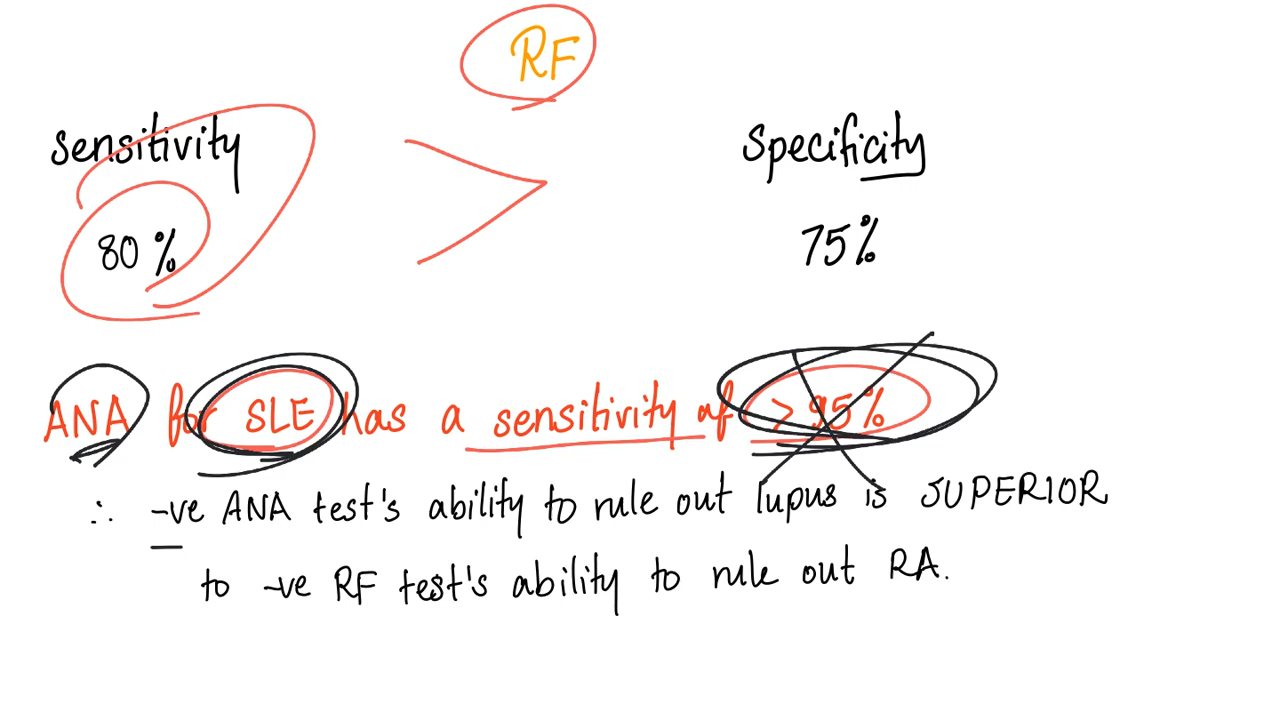 RF
Sensitivity
Specificity
80%
75%
ANA for SLE has a sensitivity of >95%
∴ -ve ANA test's ability to rule out lupus is SUPERIOR
to -ve RF test's ability to rule out RA.